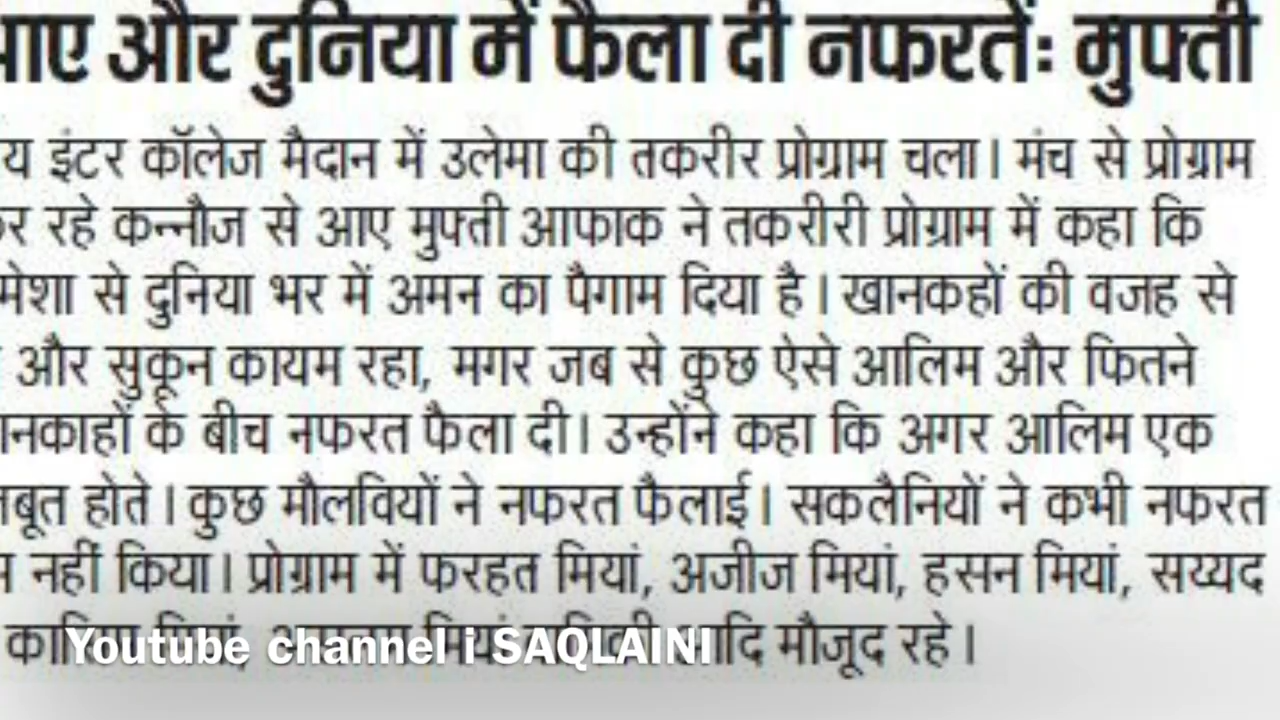 और दुनिया में फैला दी नफरतेंः मुफ्ती
य इंटर कॉलेज मैदान में उलेमा की तकरीर प्रोग्राम चला। मंच से प्रोग्राम
रहे कन्नौज से आए मुफ्ती आफाक ने तकरीरी प्रोग्राम में कहा कि
मेशा से दुनिया भर में अमन का पैगाम दिया है। खानकहों की वजह से
और सुकून कायम रहा, मगर जब से कुछ ऐसे आलिम और फितने
नकाहों के बीच नफरत फैला दी। उन्होंने कहा कि अगर आलिम एक
बूत होते। कुछ मौलवियों ने नफरत फैलाई। सकलैनियों ने कभी नफरत
नहीं किया। प्रोग्राम में फरहत मियां, अजीज मियां, हसन मियां, सय्यद
मौजूद रहे।
Youtube channel i SAQLAINI